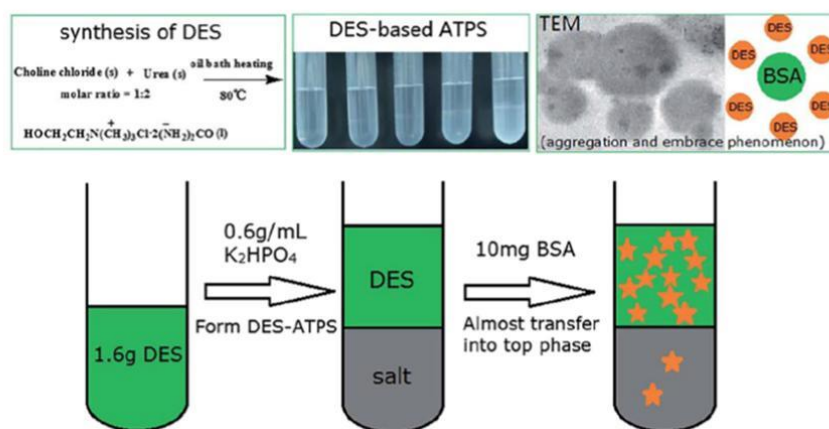 synthesis of DES
oil bath heating
Choline chloride (s) + Urea (s)
molar ratio = 1:2
80℃
HOCH₂CH₂N⁺(CH₃)₃Cl·2(N⁻H₂)₂CO (l)
DES-based ATPS
TEM
DES
DES
DES
BSA
DES
DES
DES
(aggregation and embrace phenomenon)
0.6g/mL
K₂HPO₄
Form DES-ATPS
10mg BSA
Almost transfer
into top phase
1.6g DES
DES
salt